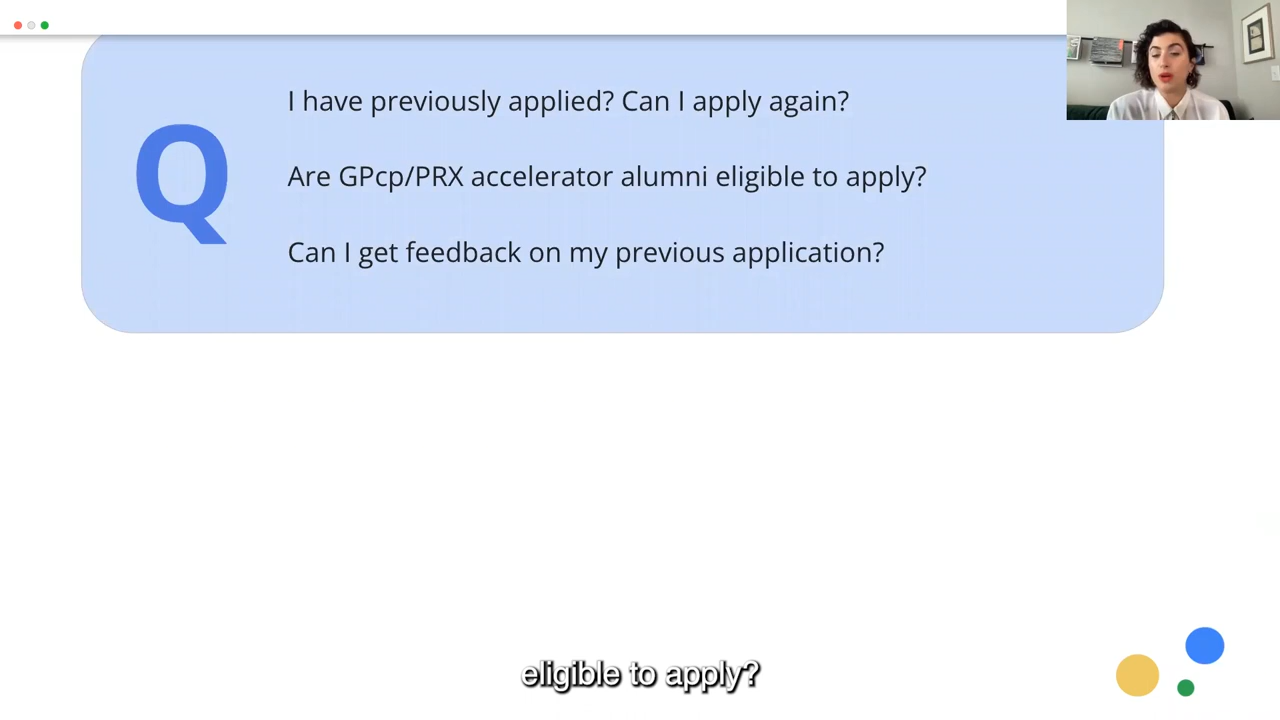 I have previously applied? Can I apply again?
Q
Are GPcp/PRX accelerator alumni eligible to apply?
Can I get feedback on my previous application?
eligible to apply?